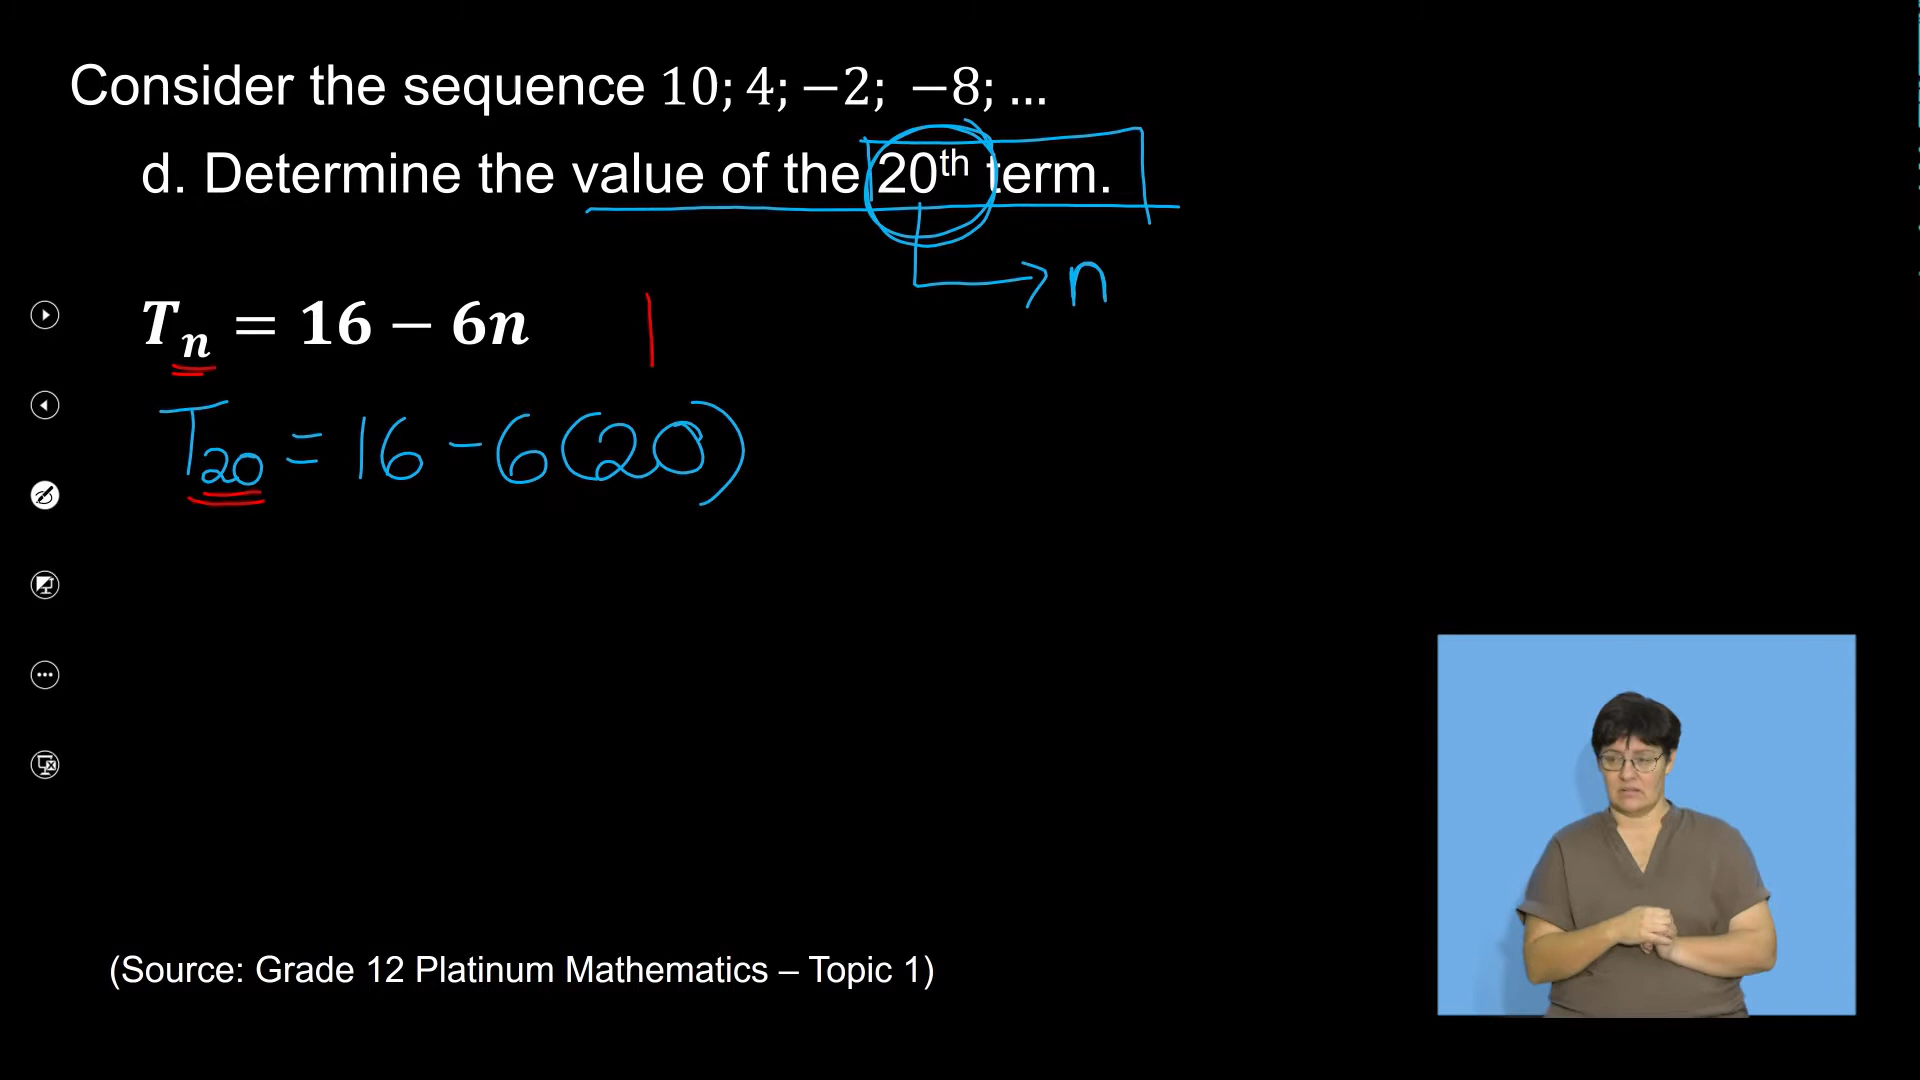 Consider the sequence 10; 4; −2; −8; ...
d. Determine the value of the 20th term.
n
Tn = 16 − 6n
T20 = 16 - 6(20)
(Source: Grade 12 Platinum Mathematics – Topic 1)